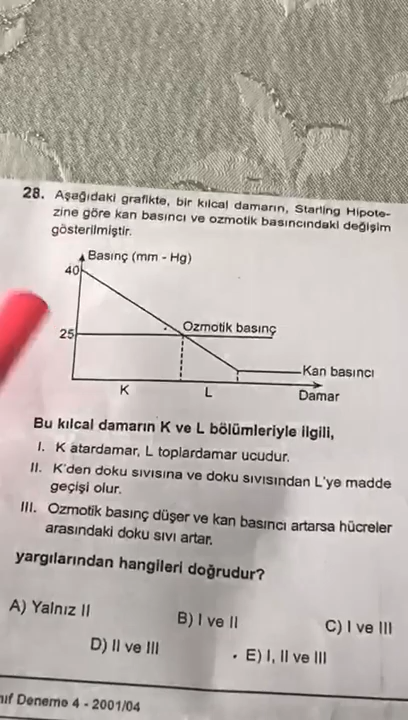 28. Aşağıdaki grafikte, bir kılcal damarın, Starling Hipote-
zine göre kan basıncı ve ozmotik basıncındaki değişim
gösterilmiştir.
Basınç (mm - Hg)
40
Ozmotik basınç
25
Kan basıncı
K
L
Damar
Bu kılcal damarın K ve L bölümleriyle ilgili,
I. K atardamar, L toplardamar ucudur.
II. K'den doku sıvısına ve doku sıvısından L'ye madde
geçişi olur.
III. Ozmotik basınç düşer ve kan basıncı artarsa hücreler
arasındaki doku sıvı artar.
yargılarından hangileri doğrudur?
A) Yalnız II
B) I ve II
C) I ve III
D) II ve III
E) I, II ve III
Deneme 4 - 2001/04